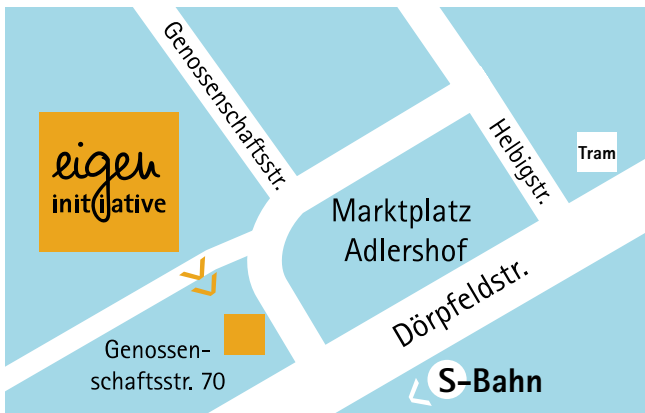 Genossenschaftsstr.
eigen
initiative
Helbigstr.
Tram
Marktplatz
Adlershof
Dörpfeldstr.
Genossen-
schaftsstr. 70
S-Bahn